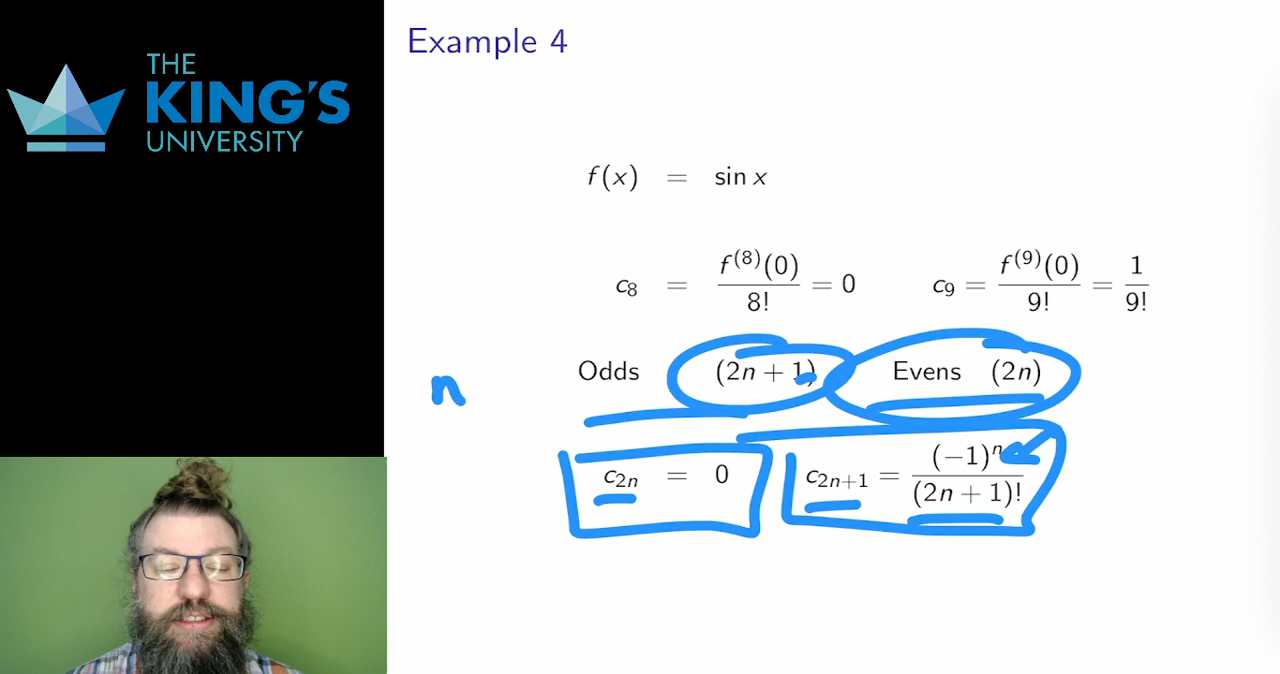 THE
KING'S
UNIVERSITY
Example 4
f(x) = sin x
c₈ = f⁽⁸⁾(0)/8! = 0 c₉ = f⁽⁹⁾(0)/9! = 1/9!
n
Odds (2n + 1) Evens (2n)
c₂ₙ = 0 c₂ₙ₊₁ = (−1)ⁿ/(2n + 1)!